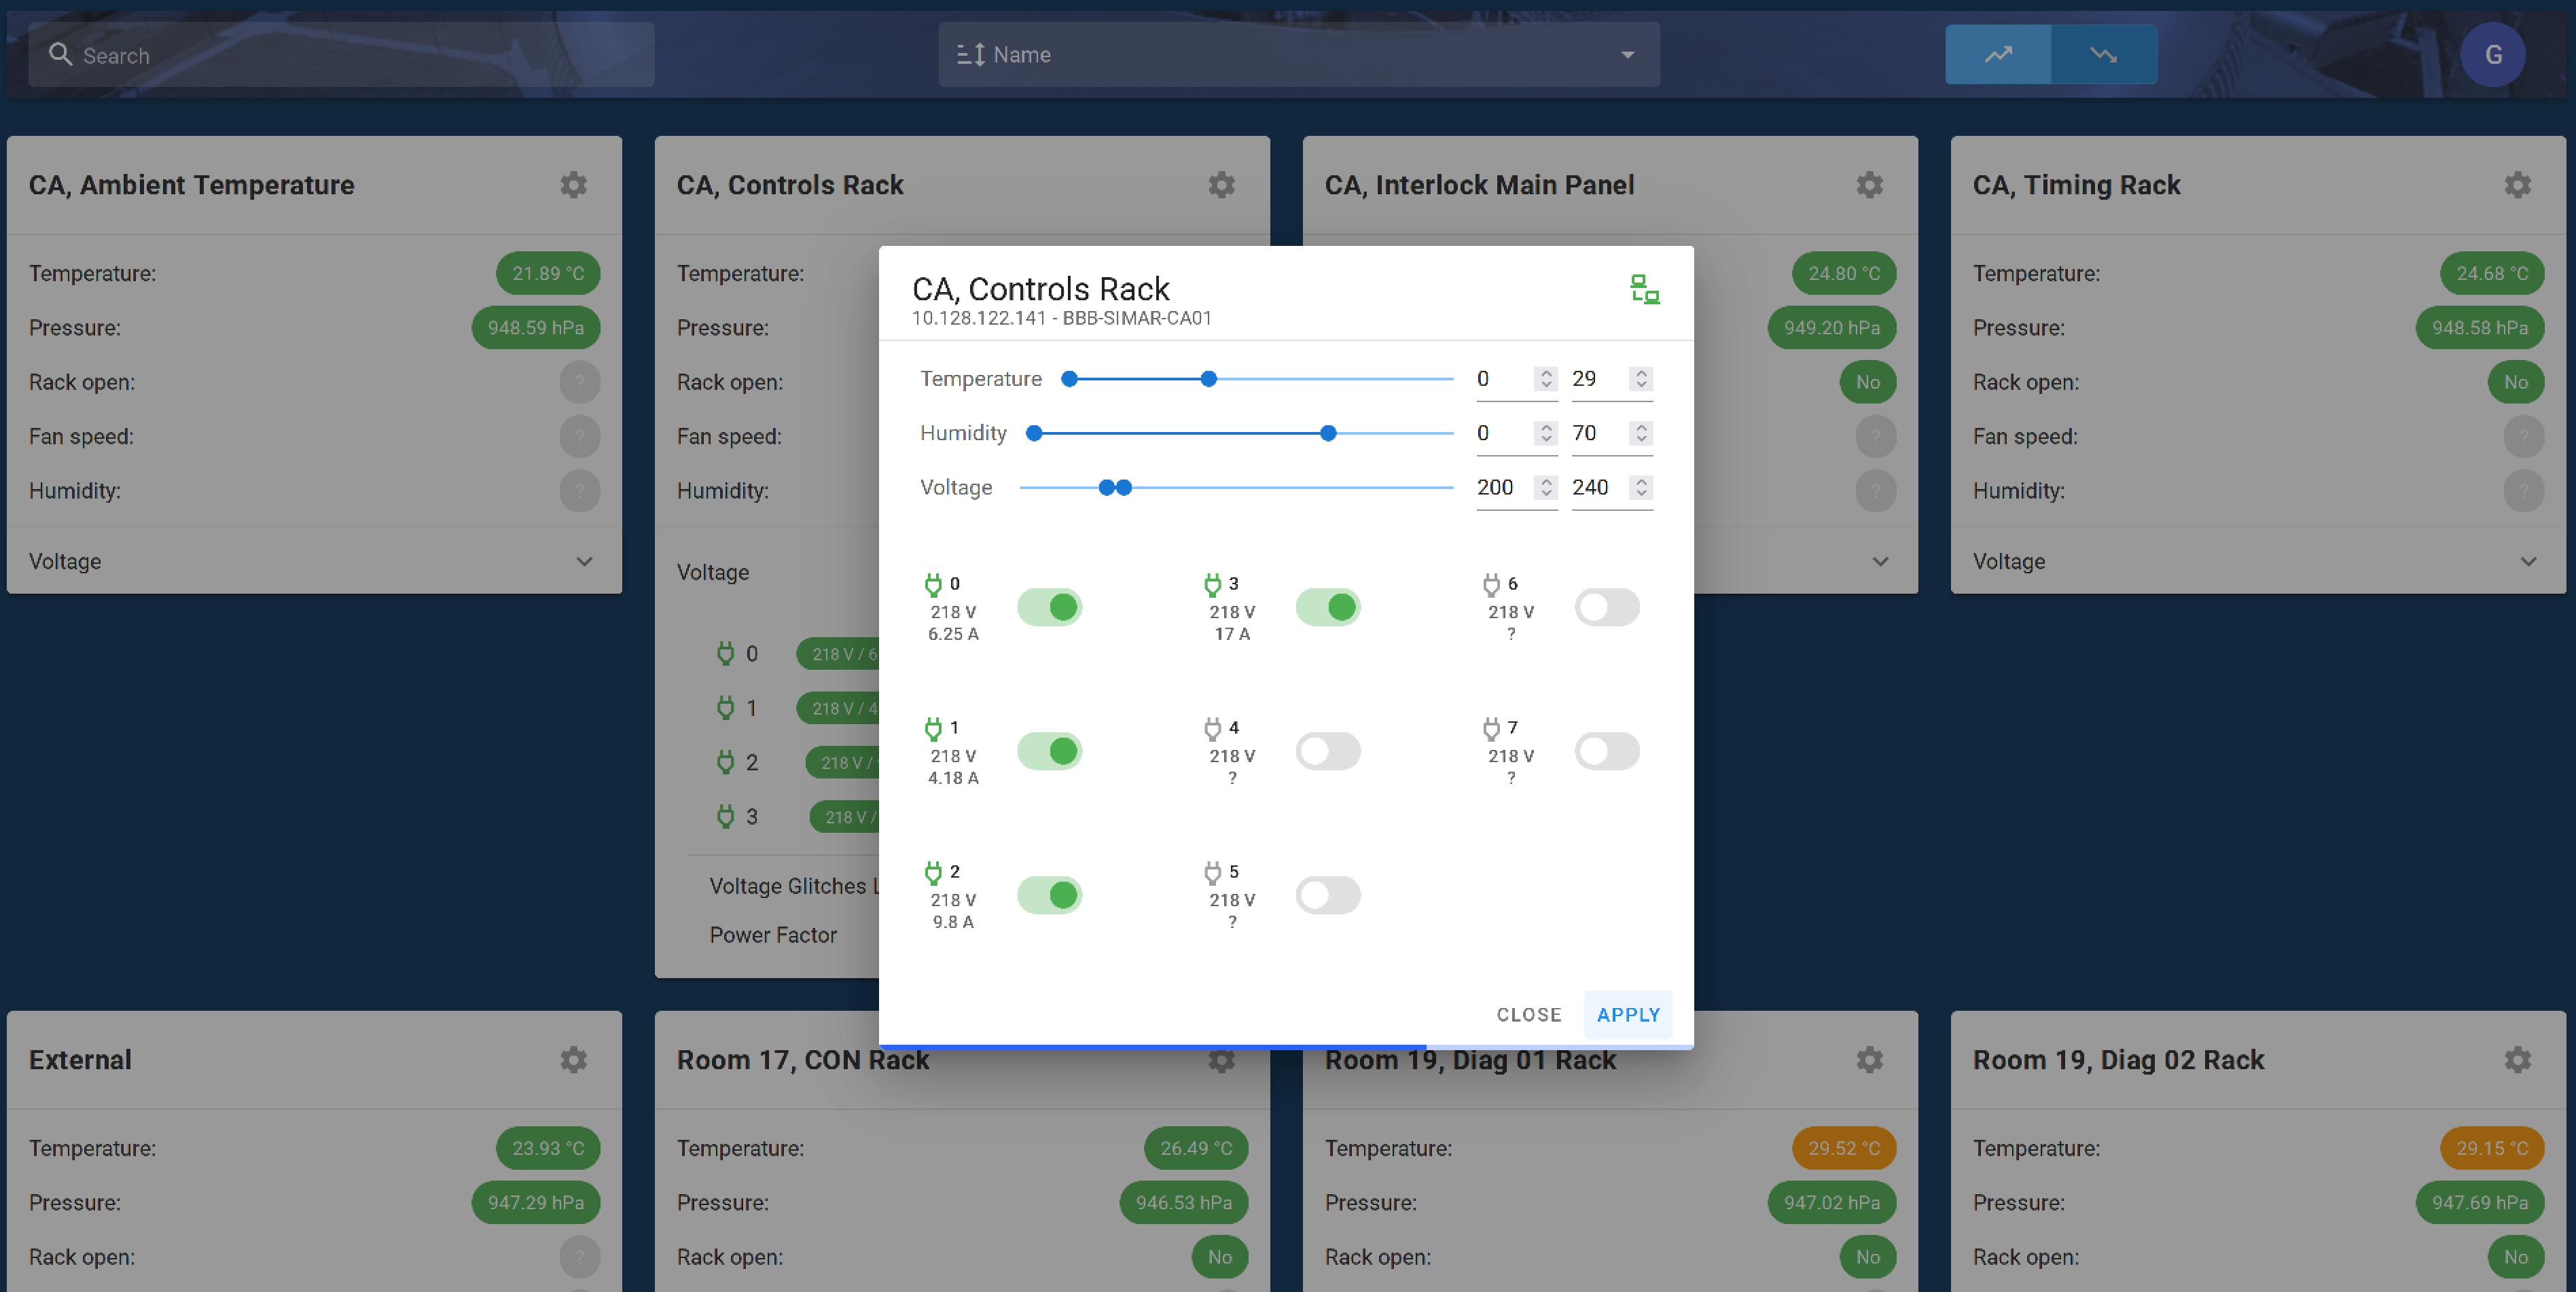 Search
Name
G
CA, Ambient Temperature
Temperature: 21.89 °C
Pressure: 948.59 hPa
Rack open: ?
Fan speed: ?
Humidity: ?
Voltage
CA, Controls Rack
Temperature:
Pressure:
Rack open:
Fan speed:
Humidity:
Voltage
0 218 V / 6
1 218 V / 4
2 218 V /
3 218 V /
Voltage Glitches
Power Factor
CA, Interlock Main Panel
24.80 °C
949.20 hPa
No
?
?
CA, Timing Rack
Temperature: 24.68 °C
Pressure: 948.58 hPa
Rack open: No
Fan speed: ?
Humidity: ?
Voltage
CA, Controls Rack
10.128.122.141 - BBB-SIMAR-CA01
Temperature 0 29
Humidity 0 70
Voltage 200 240
0
218 V
6.25 A
3
218 V
17 A
6
218 V
?
1
218 V
4.18 A
4
218 V
?
7
218 V
?
2
218 V
9.8 A
5
218 V
?
CLOSE APPLY
External
Temperature: 23.93 °C
Pressure: 947.29 hPa
Rack open: ?
Room 17, CON Rack
Temperature: 26.49 °C
Pressure: 946.53 hPa
Rack open: No
Room 19, Diag 01 Rack
Temperature: 29.52 °C
Pressure: 947.02 hPa
Rack open: No
Room 19, Diag 02 Rack
Temperature: 29.15 °C
Pressure: 947.69 hPa
Rack open: No